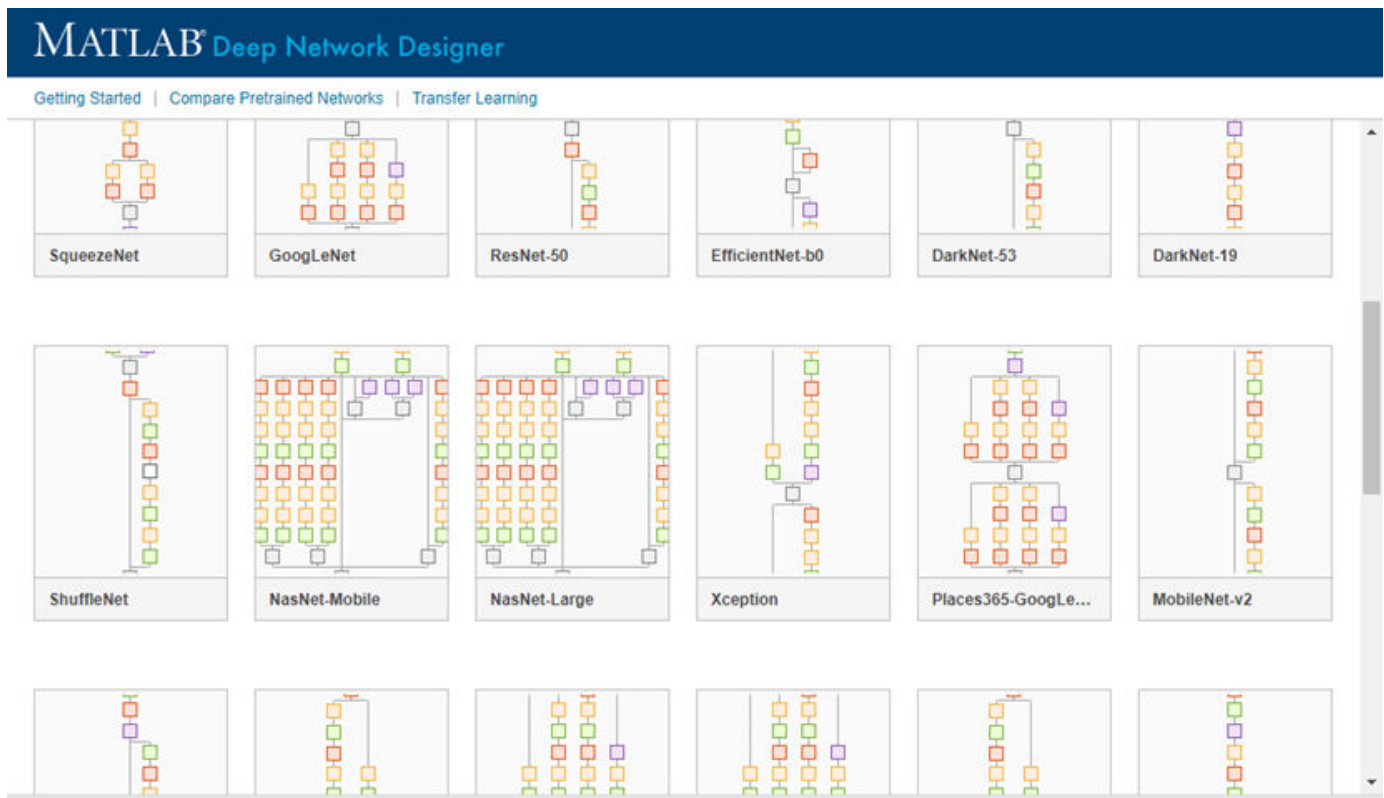 MATLAB® Deep Network Designer
Getting Started | Compare Pretrained Networks | Transfer Learning
SqueezeNet
GoogLeNet
ResNet-50
EfficientNet-b0
DarkNet-53
DarkNet-19
ShuffleNet
NasNet-Mobile
NasNet-Large
Xception
Places365-GoogLe...
MobileNet-v2